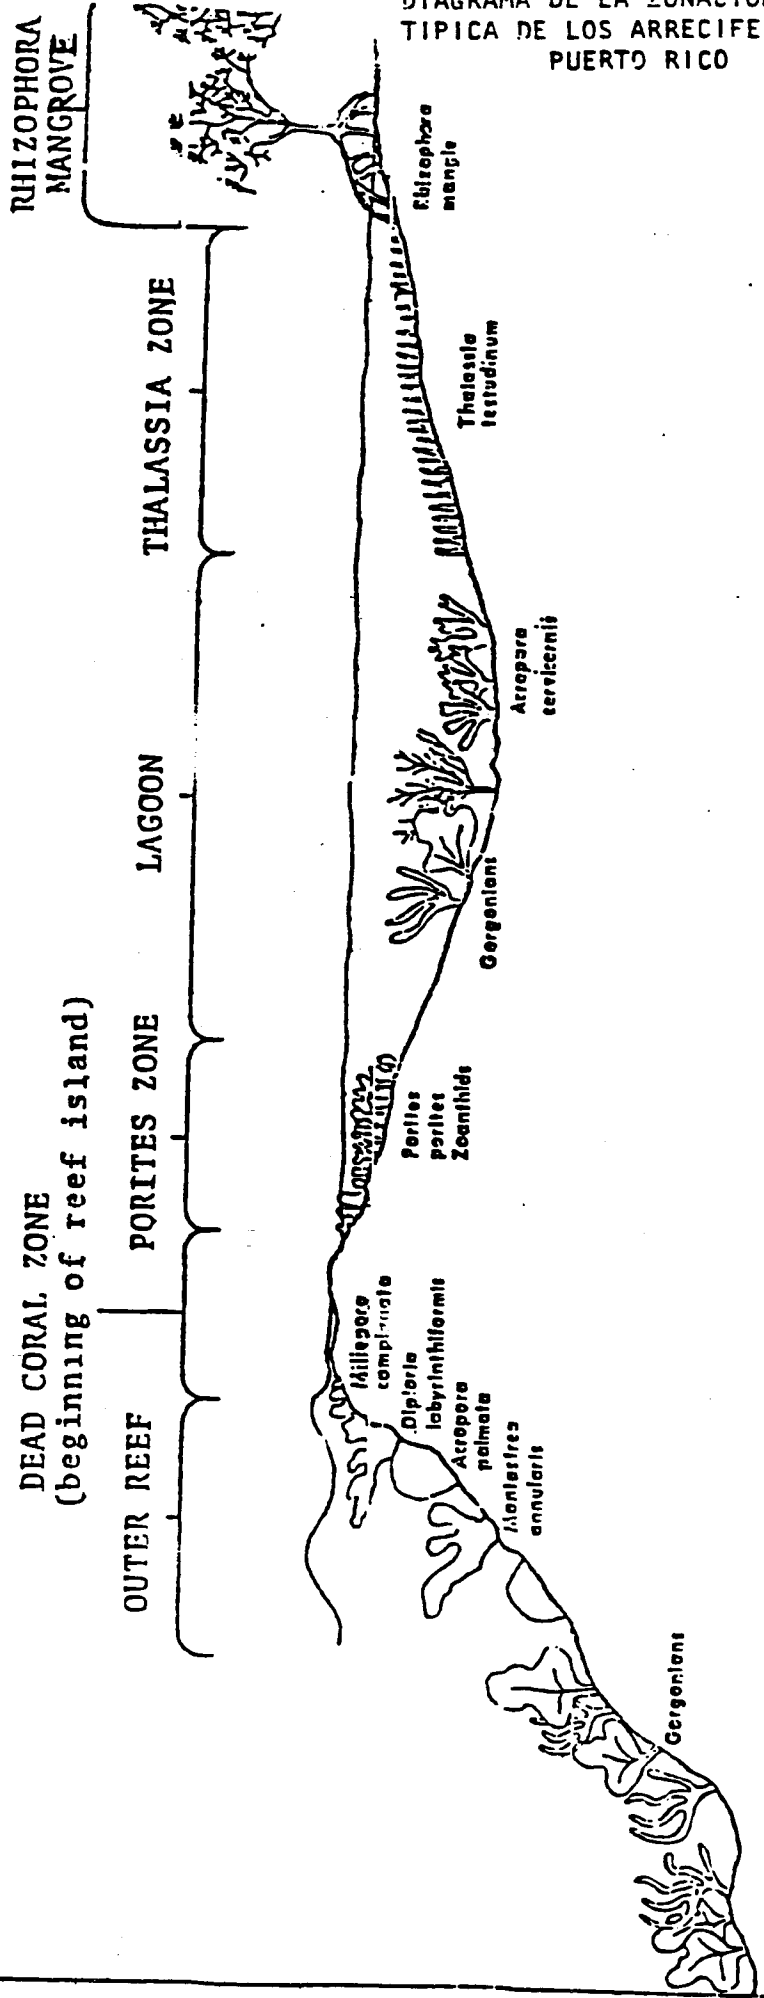 DIAGRAMA DE LA
TIPICA DE LOS ARRECIFE
PUERTO RICO
RHIZOPHORA
MANGROVE
THALASSIA ZONE
LAGOON
PORITES ZONE
DEAD CORAL ZONE
(beginning of reef island)
OUTER REEF
Rhizophora
mangle
Thalassia
testudinum
Acropora
cervicornis
Gorgonians
Porites
porites
Zoanthids
Millepora
Diploria
labyrinthiformis
Acropora
palmata
Montastrea
annularis
Gorgonians